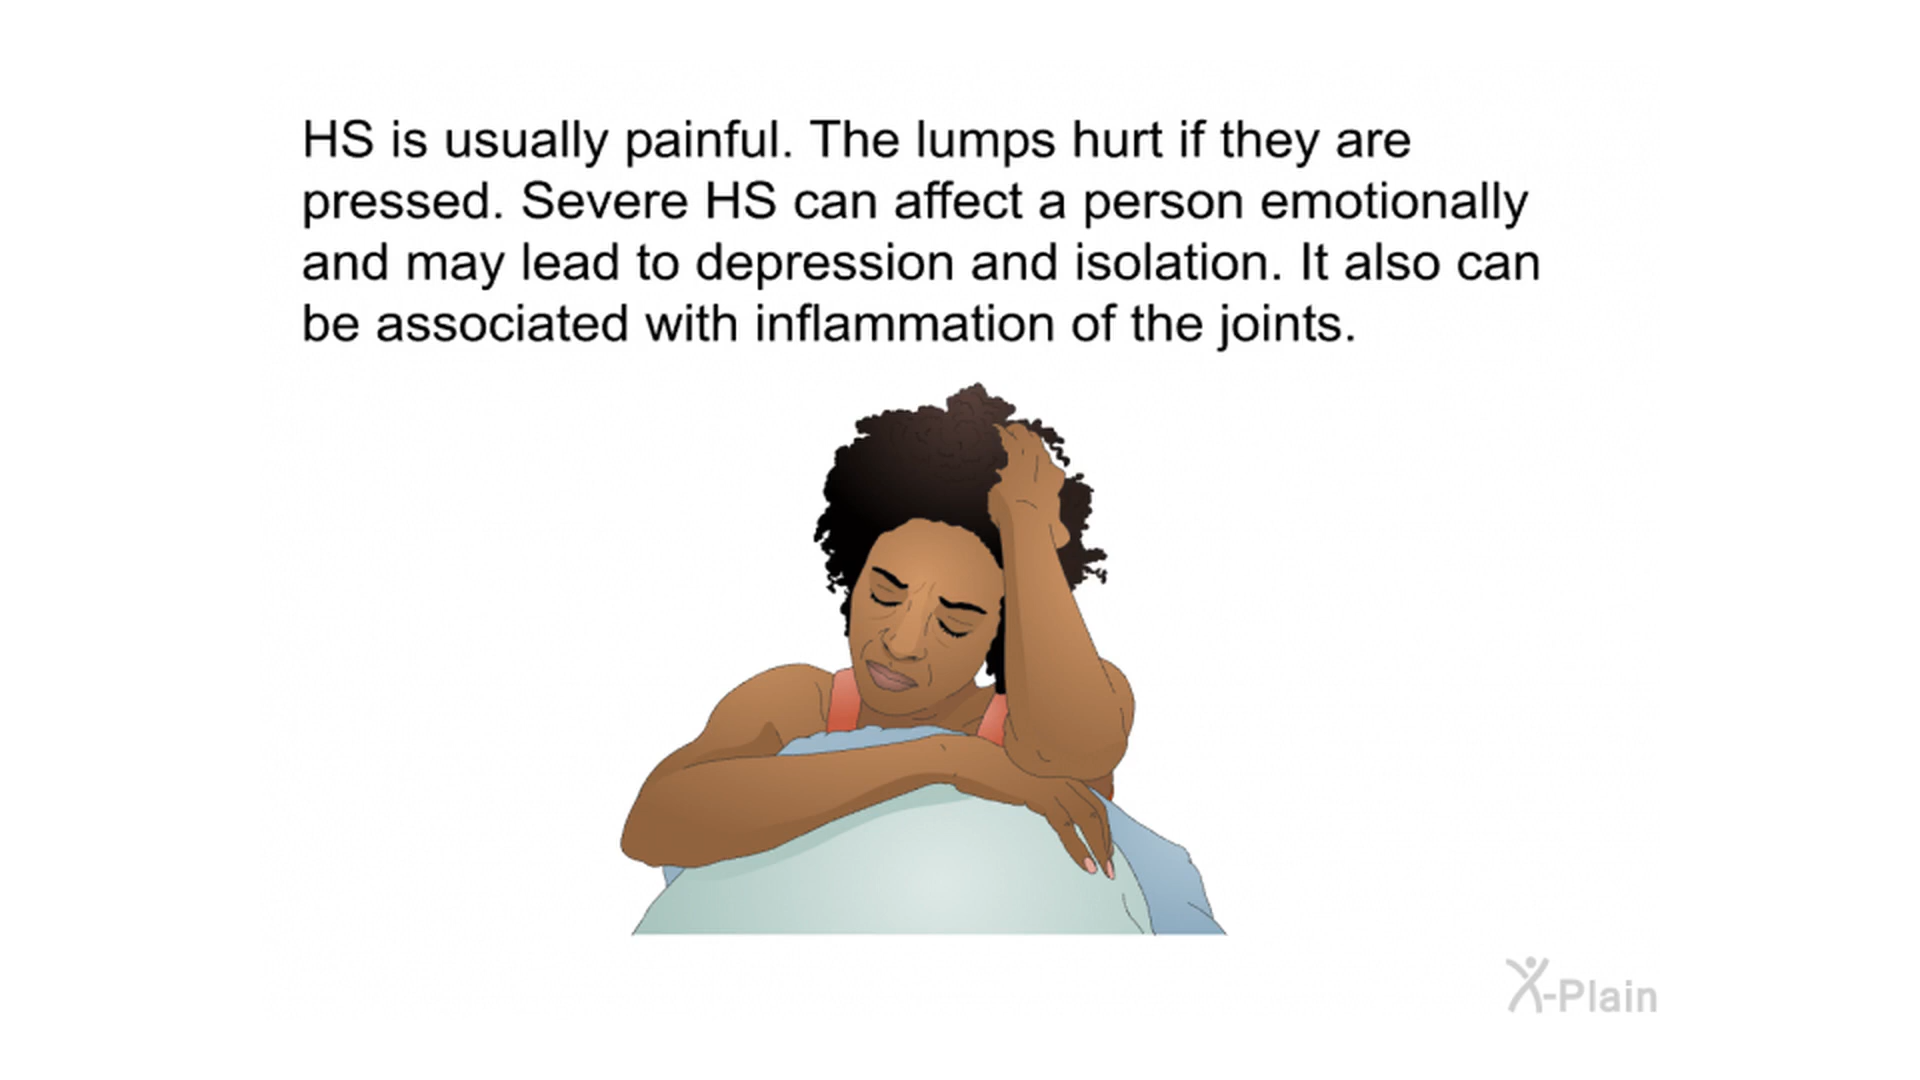 HS is usually painful. The lumps hurt if they are
pressed. Severe HS can affect a person emotionally
and may lead to depression and isolation. It also can
be associated with inflammation of the joints.
X-Plain